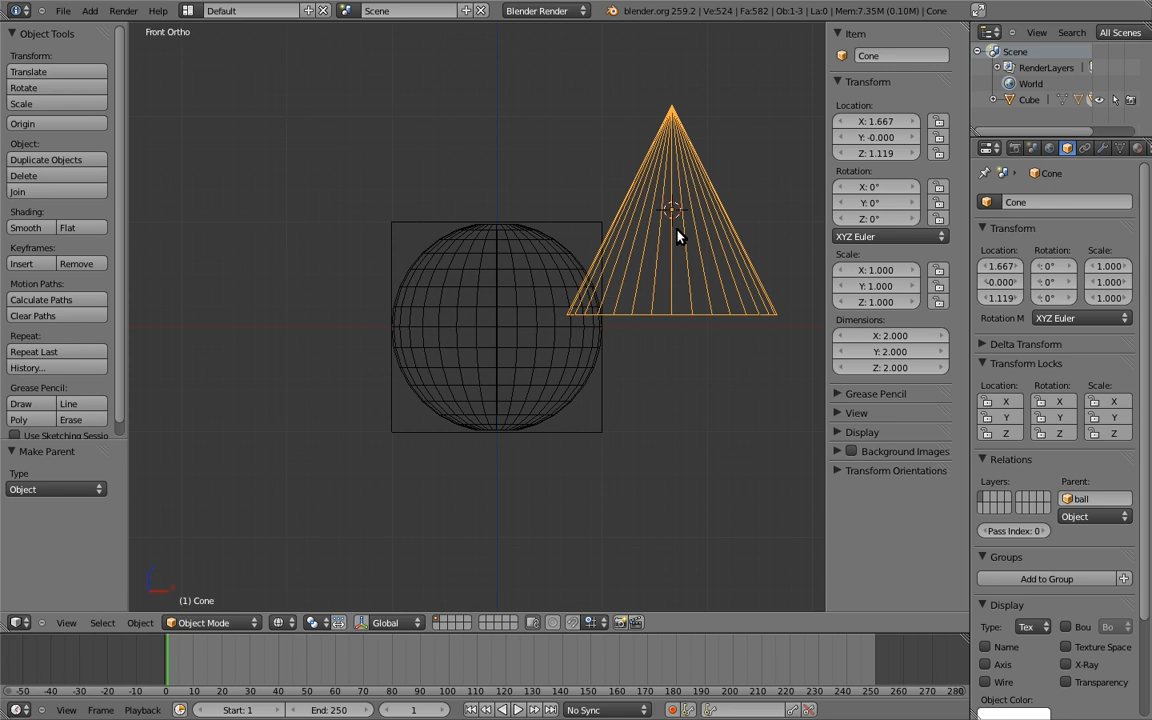 File Add Render Help Default Scene Blender Render blender.org 259.2 | Ve:524 | Fa:582 | Ob:1-3 | La:0 | Mem:7.35M (0.10M) | Cone
Object Tools
Transform:
Translate
Rotate
Scale
Origin
Object:
Duplicate Objects
Delete
Join
Shading:
Smooth Flat
Keyframes:
Insert Remove
Motion Paths:
Calculate Paths
Clear Paths
Repeat:
Repeat Last
History...
Grease Pencil:
Draw Line
Poly Erase
Use Sketching Sessio
Make Parent
Type
Object
Front Ortho
(1) Cone
Item
Cone
Transform
Location:
X: 1.667
Y: -0.000
Z: 1.119
Rotation:
X: 0°
Y: 0°
Z: 0°
XYZ Euler
Scale:
X: 1.000
Y: 1.000
Z: 1.000
Dimensions:
X: 2.000
Y: 2.000
Z: 2.000
Grease Pencil
View
Display
Background Images
Transform Orientations
View Search All Scenes
Scene
RenderLayers |
World
Cube |
Cone
Cone
Transform
Location: Rotation: Scale:
1.667 : 0° 1.000
-0.000 : 0° 1.000
1.119 : 0° 1.000
Rotation M XYZ Euler
Delta Transform
Transform Locks
Location: Rotation: Scale:
X X X
Y Y Y
Z Z Z
Relations
Layers: Parent:
ball
Object
Pass Index: 0
Groups
Add to Group
Display
Type: Tex Bou Bo
Name Texture Space
Axis X-Ray
Wire Transparency
Object Color:
View Select Object Object Mode Global
-50 -40 -30 -20 -10 0 10 20 30 40 50 60 70 80 90 100 110 120 130 140 150 160 170 180 190 200 210 220 230 240 250 260 270 280
View Frame Playback Start: 1 End: 250 1 No Sync